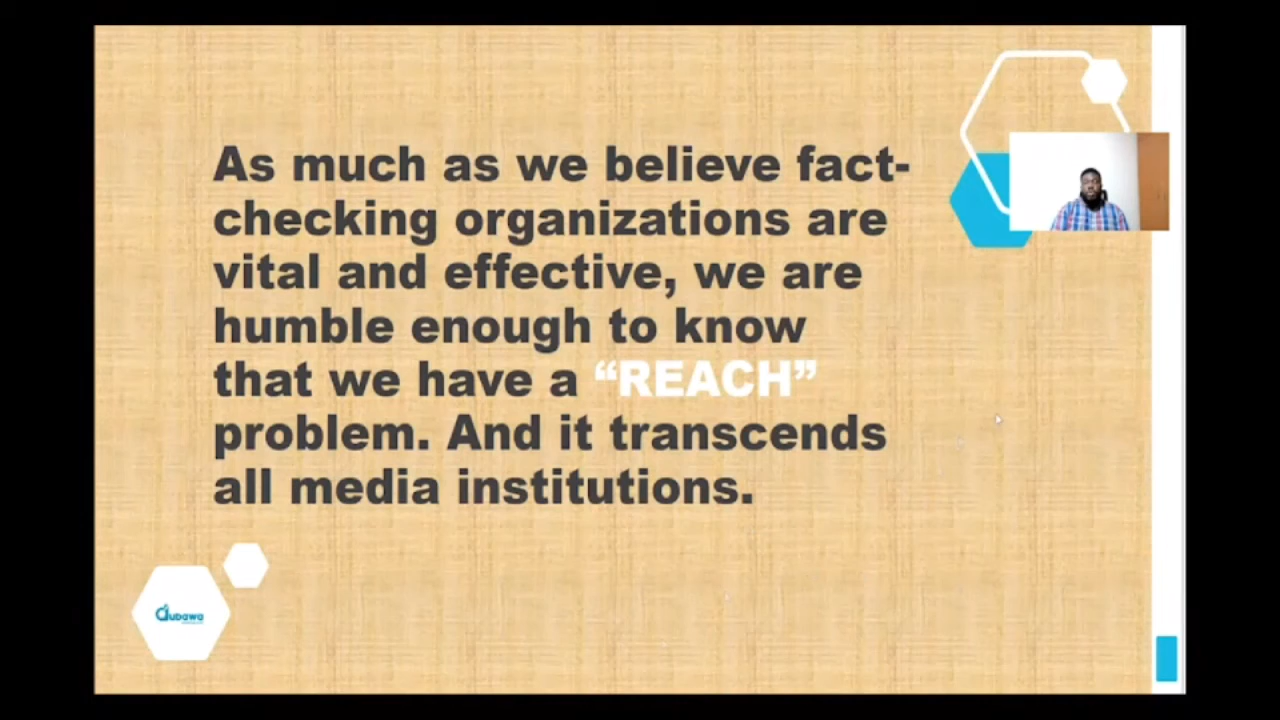 As much as we believe fact-
checking organizations are
vital and effective, we are
humble enough to know
that we have a “REACH”
problem. And it transcends
all media institutions.
Dubawa